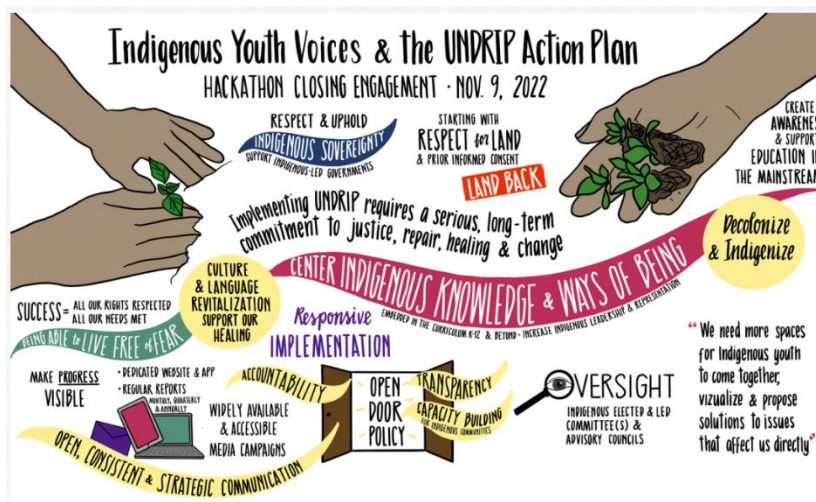 Indigenous Youth Voices & the UNDRIP Action Plan
HACKATHON CLOSING ENGAGEMENT · NOV. 9, 2022
RESPECT & UPHOLD
INDIGENOUS SOVEREIGNTY
SUPPORT INDIGENOUS-LED GOVERNMENTS
STARTING WITH
RESPECT for LAND
& PRIOR INFORMED CONSENT
LAND BACK
CREATE
AWARENESS
& SUPPORT
EDUCATION IN
THE MAINSTREAM
Implementing UNDRIP requires a serious, long-term
commitment to justice, repair, healing & change
Decolonize
& Indigenize
CENTER INDIGENOUS KNOWLEDGE & WAYS OF BEING
EMBEDDED IN THE CURRICULUM K-12 & BEYOND · INCREASE INDIGENOUS LEADERSHIP & REPRESENTATION
CULTURE
& LANGUAGE
REVITALIZATION
SUPPORT OUR
HEALING
SUCCESS = ALL OUR RIGHTS RESPECTED
ALL OUR NEEDS MET
BEING ABLE to LIVE FREE of FEAR
Responsive
IMPLEMENTATION
MAKE PROGRESS
VISIBLE
• DEDICATED WEBSITE & APP
• REGULAR REPORTS
MONTHLY, QUARTERLY
& ANNUALLY
WIDELY AVAILABLE
& ACCESSIBLE
MEDIA CAMPAIGNS
OPEN, CONSISTENT & STRATEGIC COMMUNICATION
ACCOUNTABILITY
OPEN
DOOR
POLICY
TRANSPARENCY
CAPACITY BUILDING
FOR INDIGENOUS COMMUNITIES
OVERSIGHT
INDIGENOUS ELECTED & LED
COMMITTEE(S) &
ADVISORY COUNCILS
"We need more spaces
for Indigenous youth
to come together,
vizualize & propose
solutions to issues
that affect us directly"